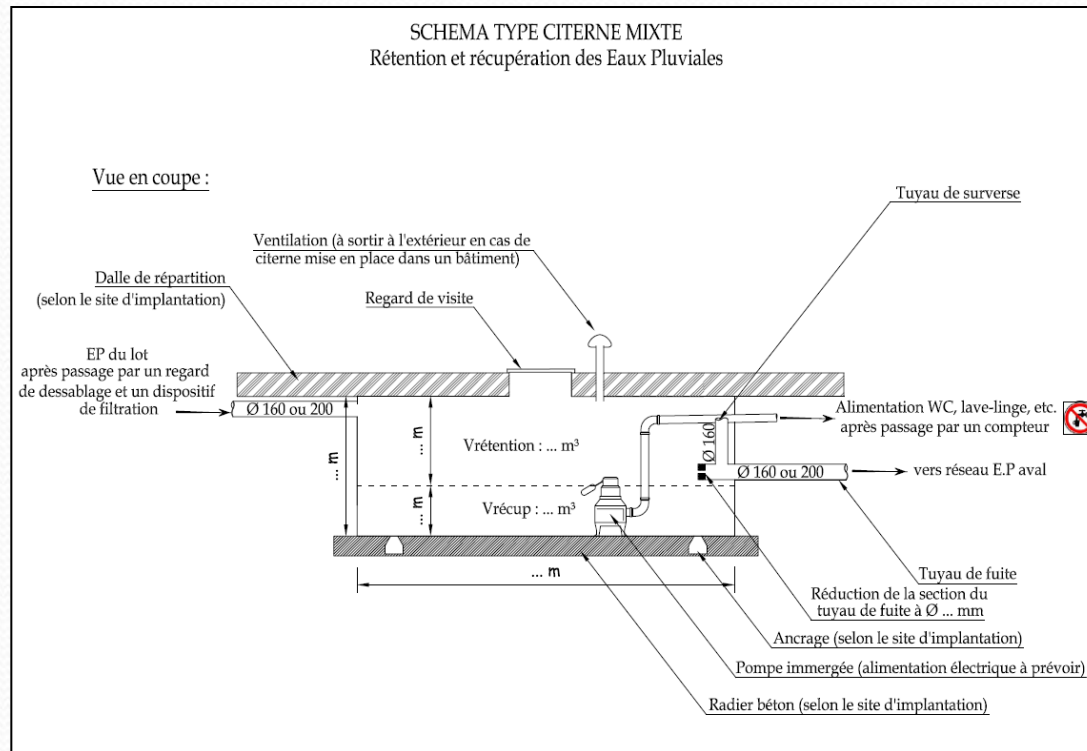 SCHEMA TYPE CITERNE MIXTE
Rétention et récupération des Eaux Pluviales
Vue en coupe :
Tuyau de surverse
Ventilation (à sortir à l'extérieur en cas de
citerne mise en place dans un bâtiment)
Dalle de répartition
(selon le site d'implantation)
Regard de visite
EP du lot
après passage par un regard
de dessablage et un dispositif
de filtration
Ø 160 ou 200
Alimentation WC, lave-linge, etc.
après passage par un compteur
... m
... m
Vrétention : ... m³
Ø 160
Ø 160 ou 200
vers réseau E.P aval
... m
Vrécup : ... m³
... m
Tuyau de fuite
Réduction de la section du
tuyau de fuite à Ø ... mm
Ancrage (selon le site d'implantation)
Pompe immergée (alimentation électrique à prévoir)
Radier béton (selon le site d'implantation)